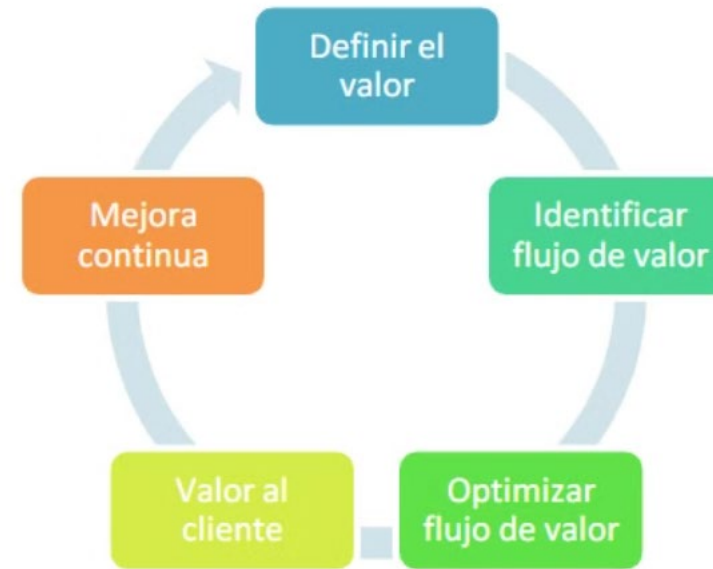 Definir el
valor
Identificar
flujo de valor
Optimizar
flujo de valor
Valor al
cliente
Mejora
continua